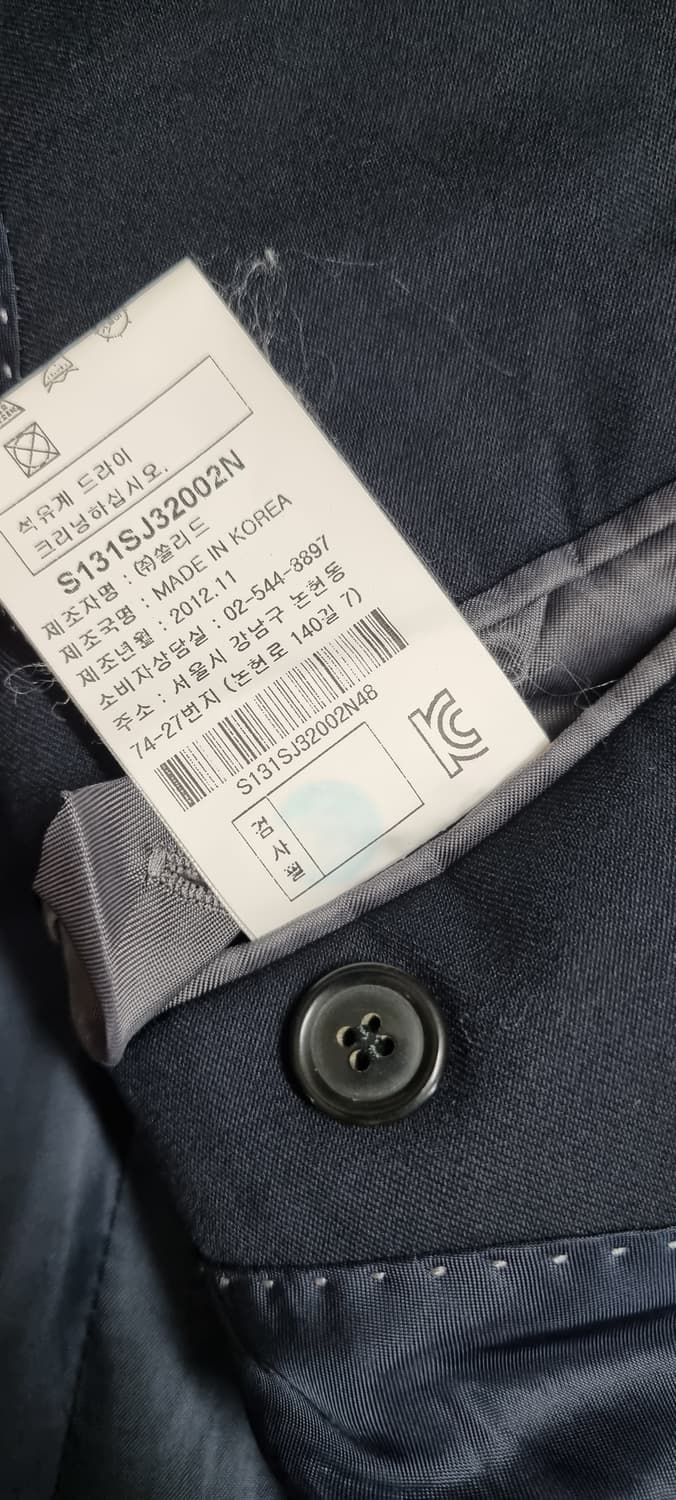 석유계 드라이
크리닝하십시오.
S131SJ32002N
제조자명 : ㈜쏠리드
제조국명 : MADE IN KOREA
제조년월 : 2012.11
소비자상담실 : 02-544-3897
주소 : 서울시 강남구 논현동
74-27번지 (논현로 140길 7)
S131SJ32002N48
검사필